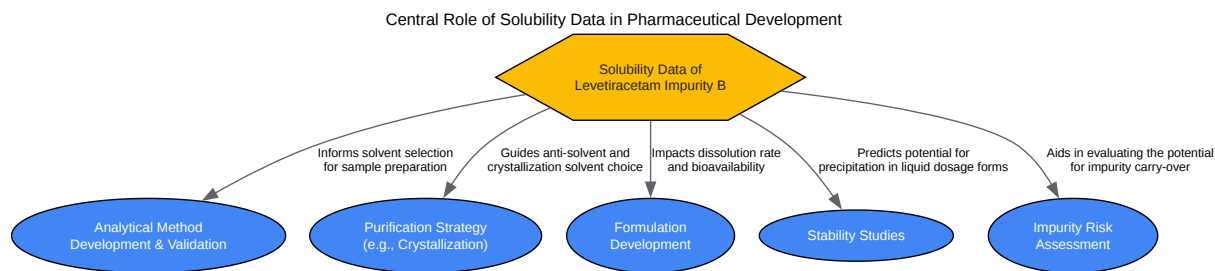 Central Role of Solubility Data in Pharmaceutical Development
Solubility Data of
Levetiracetam Impurity B
Informs solvent selection
for sample preparation
Guides anti-solvent and
crystallization solvent choice
Impacts dissolution rate
and bioavailability
Predicts potential for
precipitation in liquid dosage forms
Aids in evaluating the potential
for impurity carry-over
Analytical Method
Development & Validation
Purification Strategy
(e.g., Crystallization)
Formulation
Development
Stability Studies
Impurity Risk
Assessment